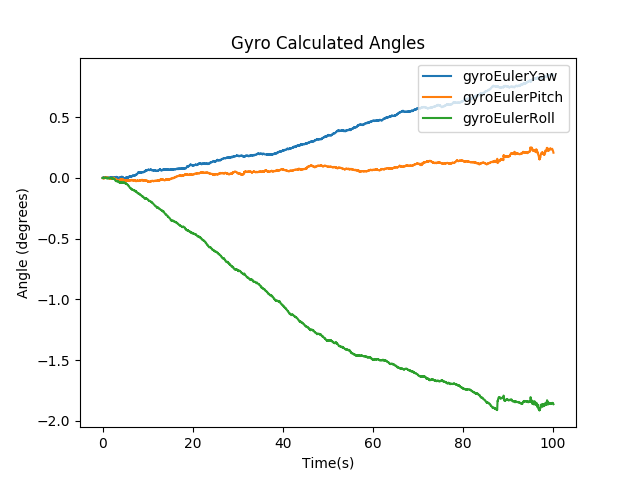 Gyro Calculated Angles
gyroEulerYaw
gyroEulerPitch
gyroEulerRoll
Angle (degrees)
0.5
0.0
−0.5
−1.0
−1.5
−2.0
0 20 40 60 80 100
Time(s)